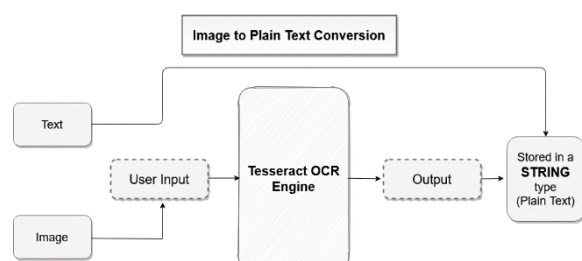 Image to Plain Text Conversion
Text
User Input
Image
Tesseract OCR
Engine
Output
Stored in a
STRING
type
(Plain Text)